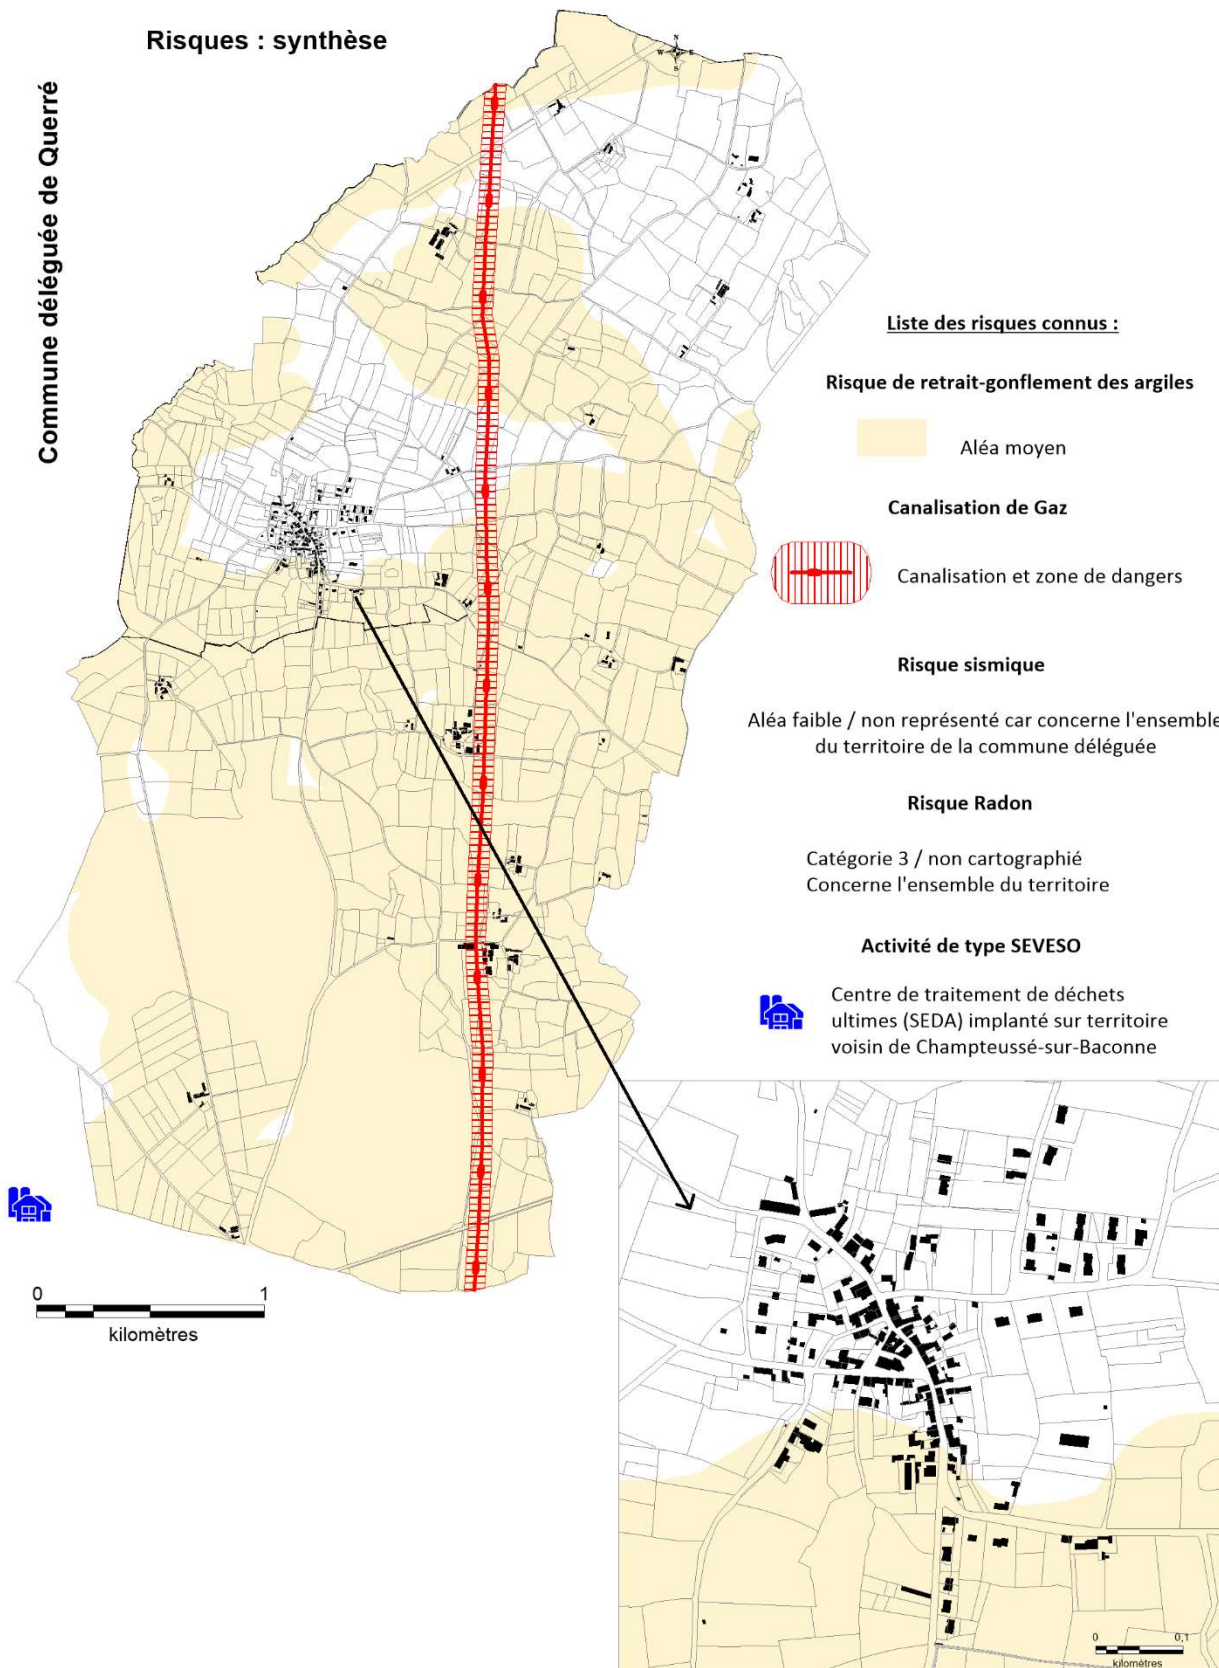 Risques : synthèse
Commune déléguée de Querré
N
W E
S
Liste des risques connus :
Risque de retrait-gonflement des argiles
Aléa moyen
Canalisation de Gaz
Canalisation et zone de dangers
Risque sismique
Aléa faible / non représenté car concerne l'ensemble
du territoire de la commune déléguée
Risque Radon
Catégorie 3 / non cartographié
Concerne l'ensemble du territoire
Activité de type SEVESO
Centre de traitement de déchets
ultimes (SEDA) implanté sur territoire
voisin de Champteussé-sur-Baconne
0 1
kilomètres
0 0,1
kilomètres